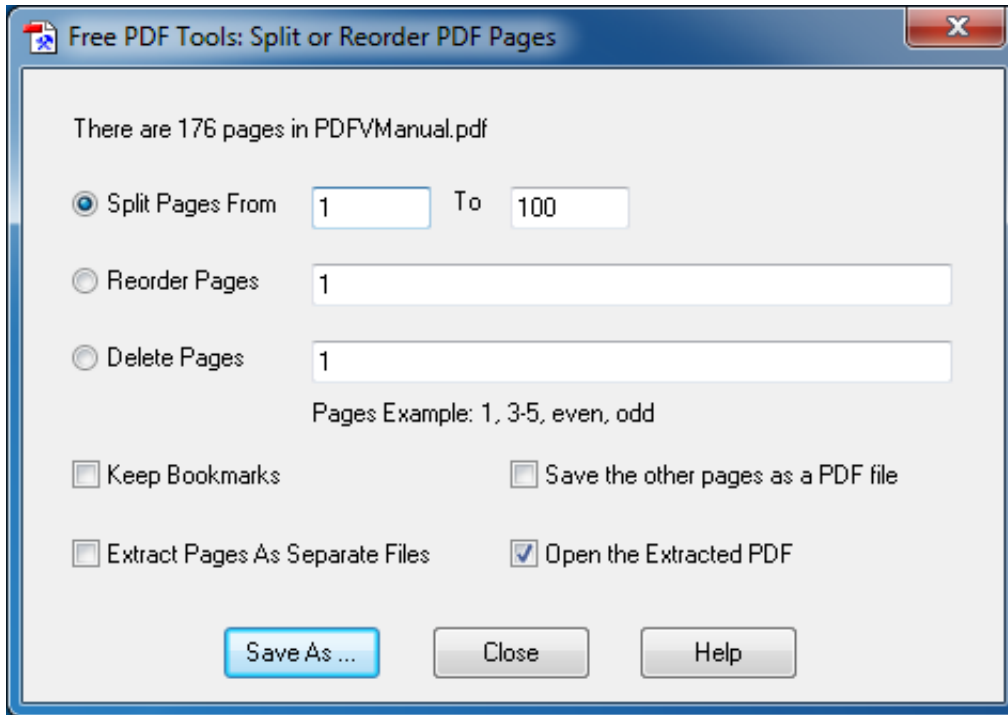 Free PDF Tools: Split or Reorder PDF Pages
There are 176 pages in PDFVManual.pdf
Split Pages From 1 To 100
Reorder Pages 1
Delete Pages 1
Pages Example: 1, 3-5, even, odd
Keep Bookmarks Save the other pages as a PDF file
Extract Pages As Separate Files Open the Extracted PDF
Save As ... Close Help